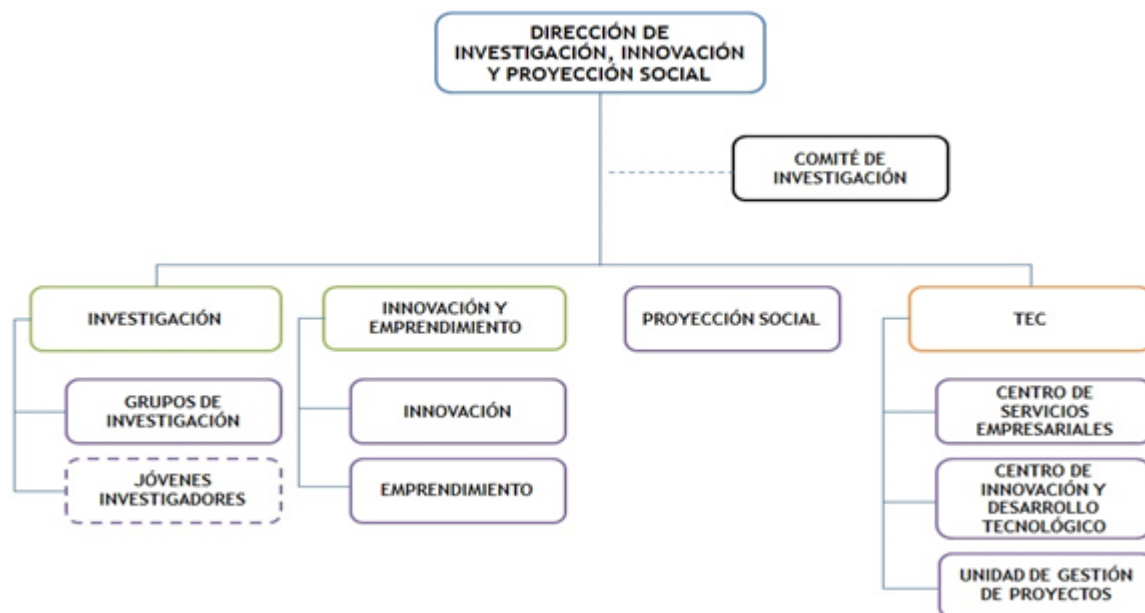 DIRECCIÓN DE
INVESTIGACIÓN, INNOVACIÓN
Y PROYECCIÓN SOCIAL
COMITÉ DE
INVESTIGACIÓN
INVESTIGACIÓN
GRUPOS DE
INVESTIGACIÓN
JÓVENES
INVESTIGADORES
INNOVACIÓN Y
EMPRENDIMIENTO
INNOVACIÓN
EMPRENDIMIENTO
PROYECCIÓN SOCIAL
TEC
CENTRO DE
SERVICIOS
EMPRESARIALES
CENTRO DE
INNOVACIÓN Y
DESARROLLO
TECNOLÓGICO
UNIDAD DE GESTIÓN
DE PROYECTOS